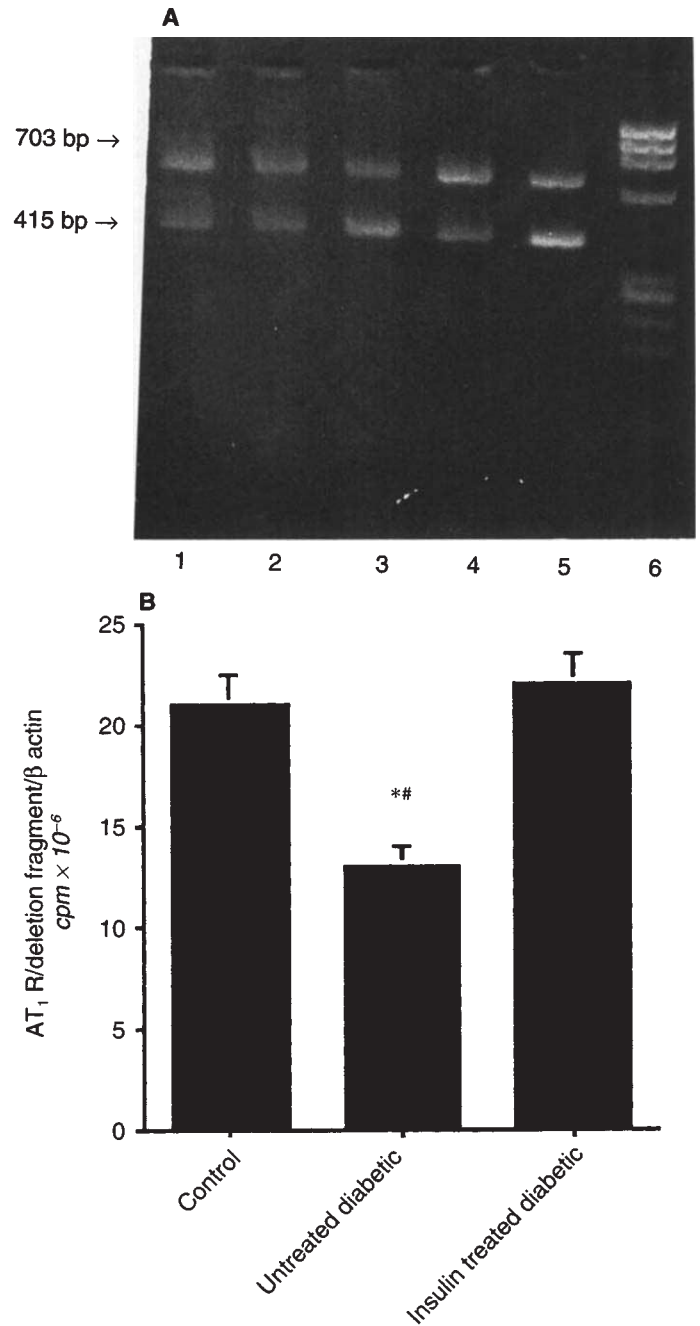 A
703 bp →
415 bp →
1 2 3 4 5 6
B
25
20
15
10
5
0
AT₁ R/deletion fragment/β actin
cpm × 10⁻⁶
*#
Control
Untreated diabetic
Insulin treated diabetic